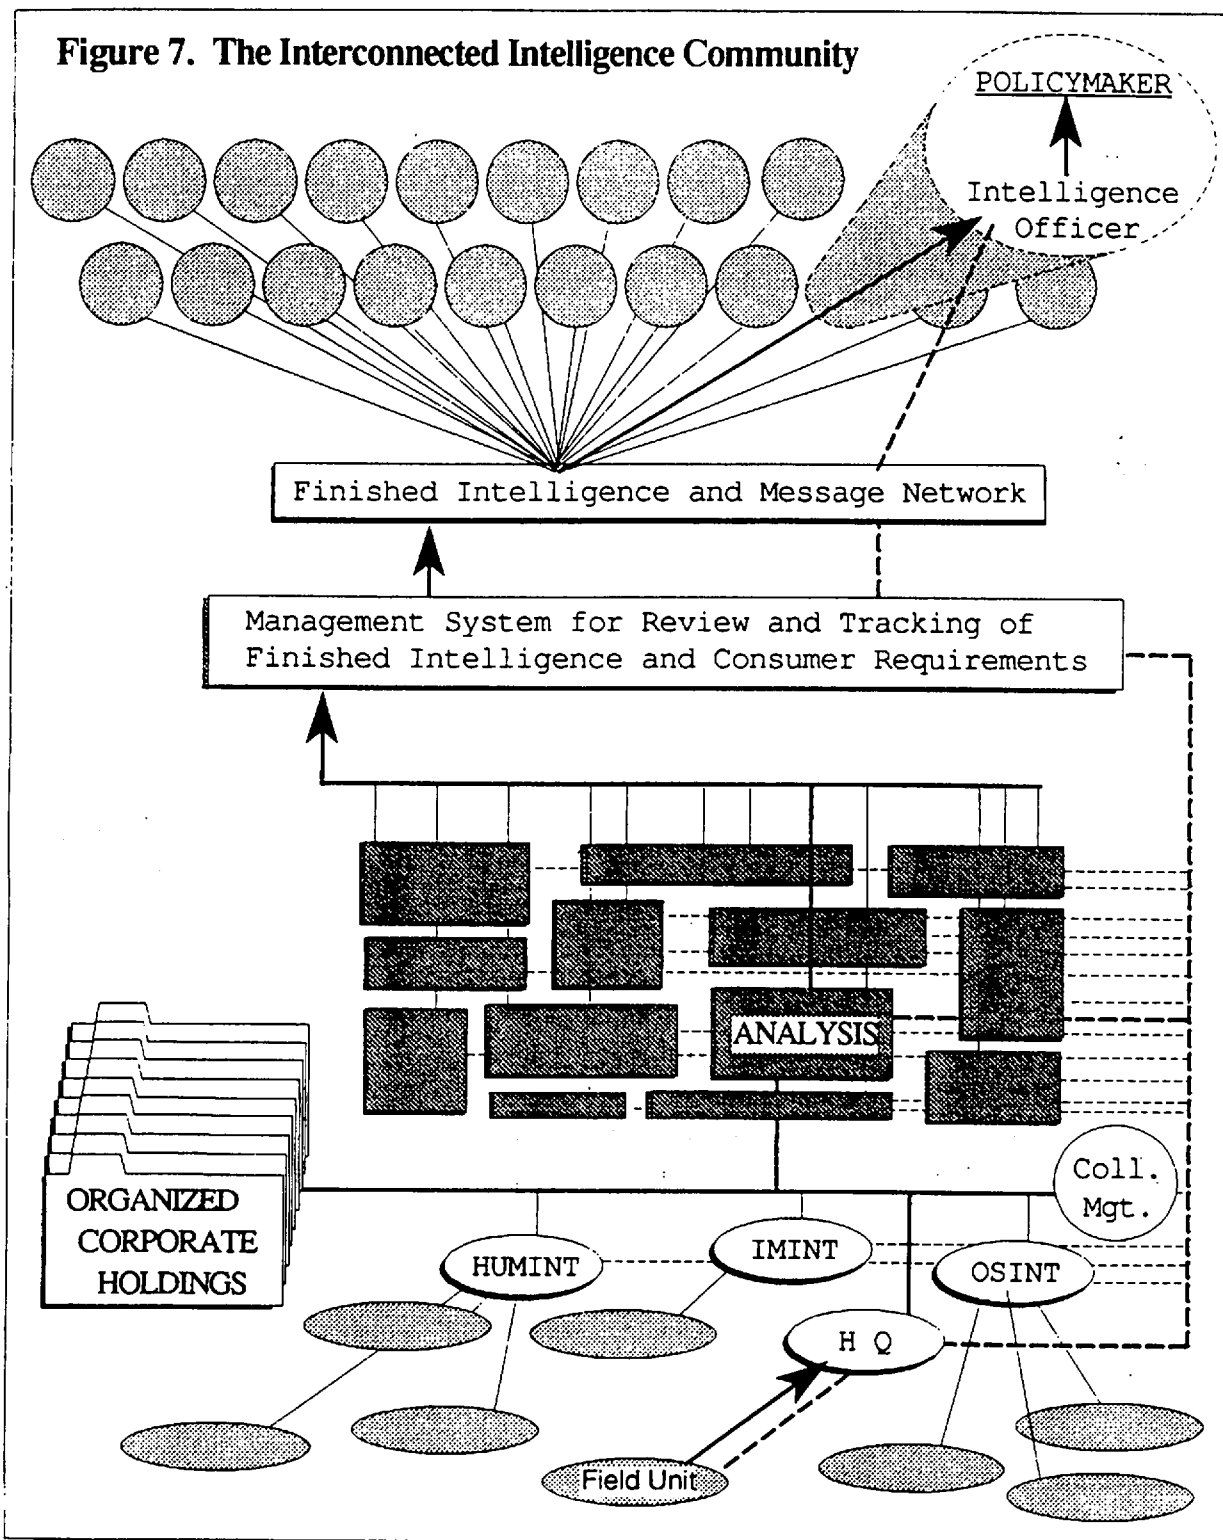 Figure 7. The Interconnected Intelligence Community
POLICYMAKER
Intelligence
Officer
Finished Intelligence and Message Network
Management System for Review and Tracking of
Finished Intelligence and Consumer Requirements
ANALYSIS
ORGANIZED
CORPORATE
HOLDINGS
Coll.
Mgt.
HUMINT
IMINT
OSINT
H Q
Field Unit